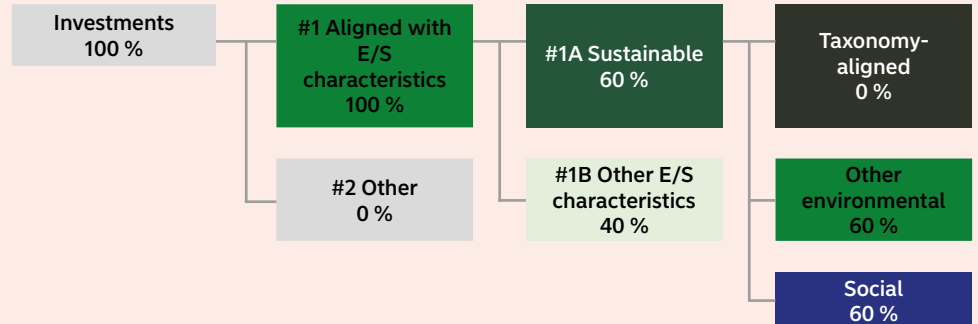 Investments
100 %
#1 Aligned with
E/S
characteristics
100 %
#2 Other
0 %
#1A Sustainable
60 %
#1B Other E/S
characteristics
40 %
Taxonomy-
aligned
0 %
Other
environmental
60 %
Social
60 %